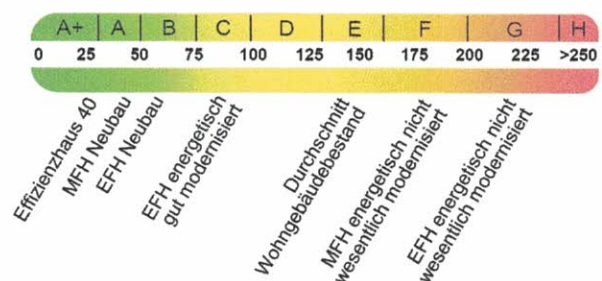 A+ A B C D E F G H
0 25 50 75 100 125 150 175 200 225 >250
Effizienzhaus 40
MFH Neubau
EFH Neubau
EFH energetisch
gut modernisiert
Durchschnitt
Wohngebäudebestand
MFH energetisch nicht
wesentlich modernisiert
EFH energetisch nicht
wesentlich modernisiert